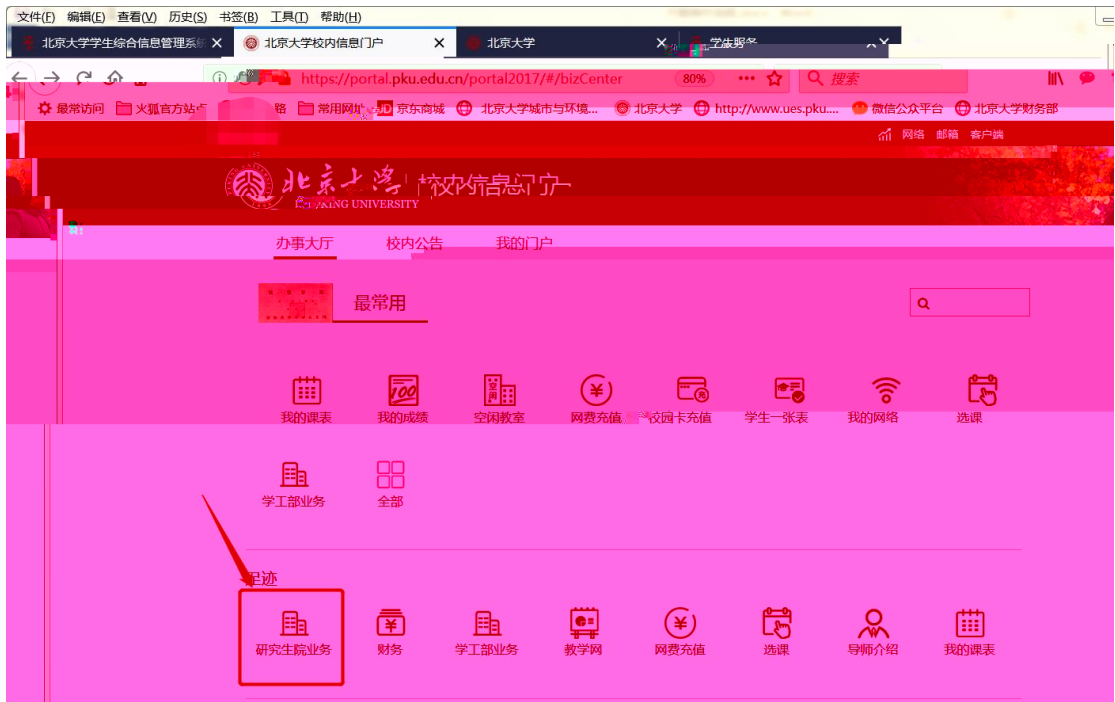 文件(F) 编辑(E) 查看(V) 历史(S) 书签(B) 工具(T) 帮助(H)
北京大学学生综合信息管理系统 北京大学校内信息门户 北京大学 学生服务
https://portal.pku.edu.cn/portal2017/#/bizCenter 80% 搜索
最常访问 火狐官方站点 常用网址 京东商城 北京大学城市与环境... 北京大学 http://www.ues.pku.... 微信公众平台 北京大学财务部
网络 邮箱 客户端
北京大学 校内信息门户
PEKING UNIVERSITY
办事大厅 校内公告 我的门户
最常用
我的课表 我的成绩 空闲教室 网费充值 校园卡充值 学生一张表 我的网络 选课
学工部业务 全部
足迹
研究生院业务 财务 学工部业务 教学网 网费充值 选课 导师介绍 我的课表